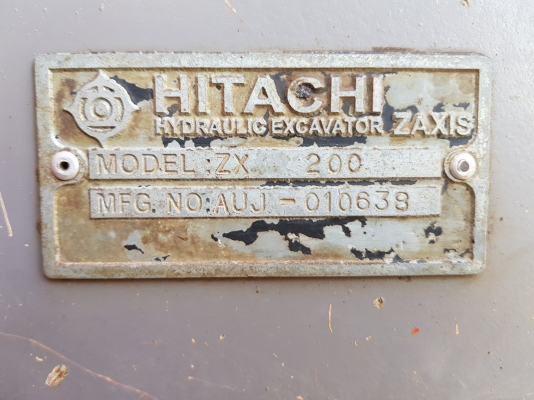 HITACHI
HYDRAULIC EXCAVATOR ZAXIS
MODEL:ZX 200
MFG. NO:AUJ-010638